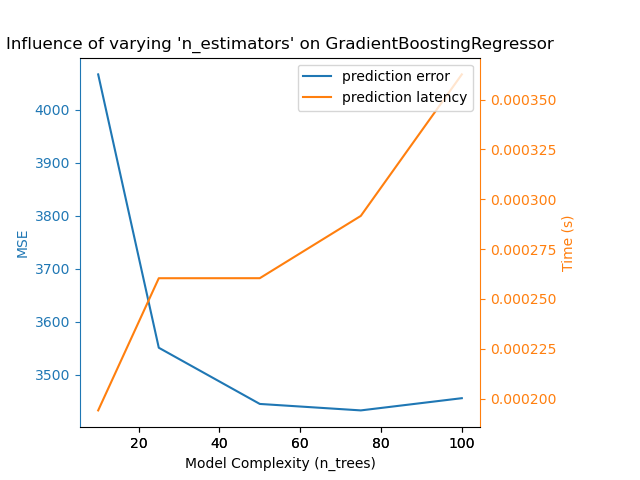 Influence of varying 'n_estimators' on GradientBoostingRegressor
prediction error
prediction latency
MSE
4000
3900
3800
3700
3600
3500
0.000350
0.000325
0.000300
0.000275
0.000250
0.000225
0.000200
Time (s)
20 40 60 80 100
Model Complexity (n_trees)